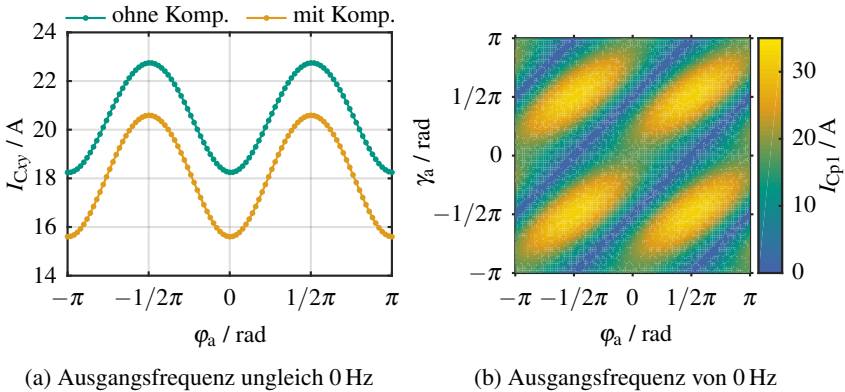 ohne Komp. mit Komp.
24
22
20
18
16
14
I_Cxy / A
−π −1/2π 0 1/2π π
φ_a / rad
(a) Ausgangsfrequenz ungleich 0 Hz
π
1/2π
0
−1/2π
−π
γ_a / rad
−π −1/2π 0 1/2π π
φ_a / rad
30
20
10
0
I_Cp1 / A
(b) Ausgangsfrequenz von 0 Hz